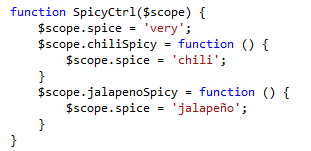 function SpicyCtrl($scope) {
    $scope.spice = 'very';
    $scope.chiliSpicy = function () {
        $scope.spice = 'chili';
    }
    $scope.jalapenoSpicy = function () {
        $scope.spice = 'jalapeño';
    }
}